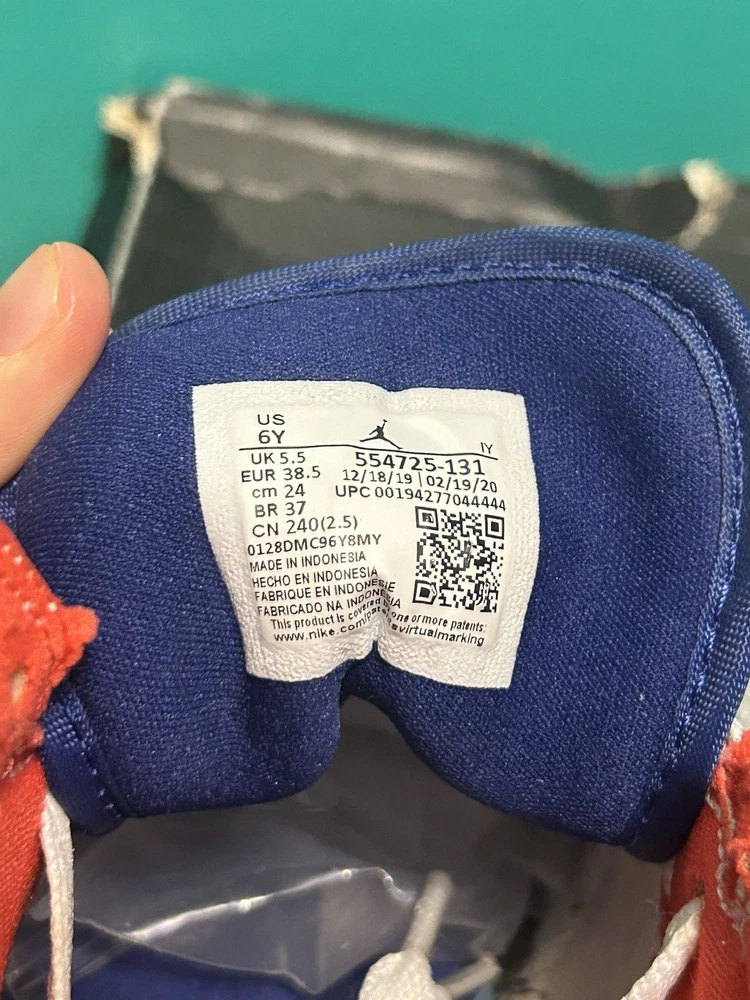 US
6Y
IY
UK 5.5
554725-131
EUR 38.5
12/18/19 | 02/19/20
cm 24
UPC 00194277044444
BR 37
CN 240(2.5)
0128DMC96Y8MY
MADE IN INDONESIA
HECHO EN INDONESIA
FABRIQUE EN INDONESIE
FABRICADO NA INDONESIA
This product is covered by one or more patents:
www.nike.com/patentsvirtualmarking